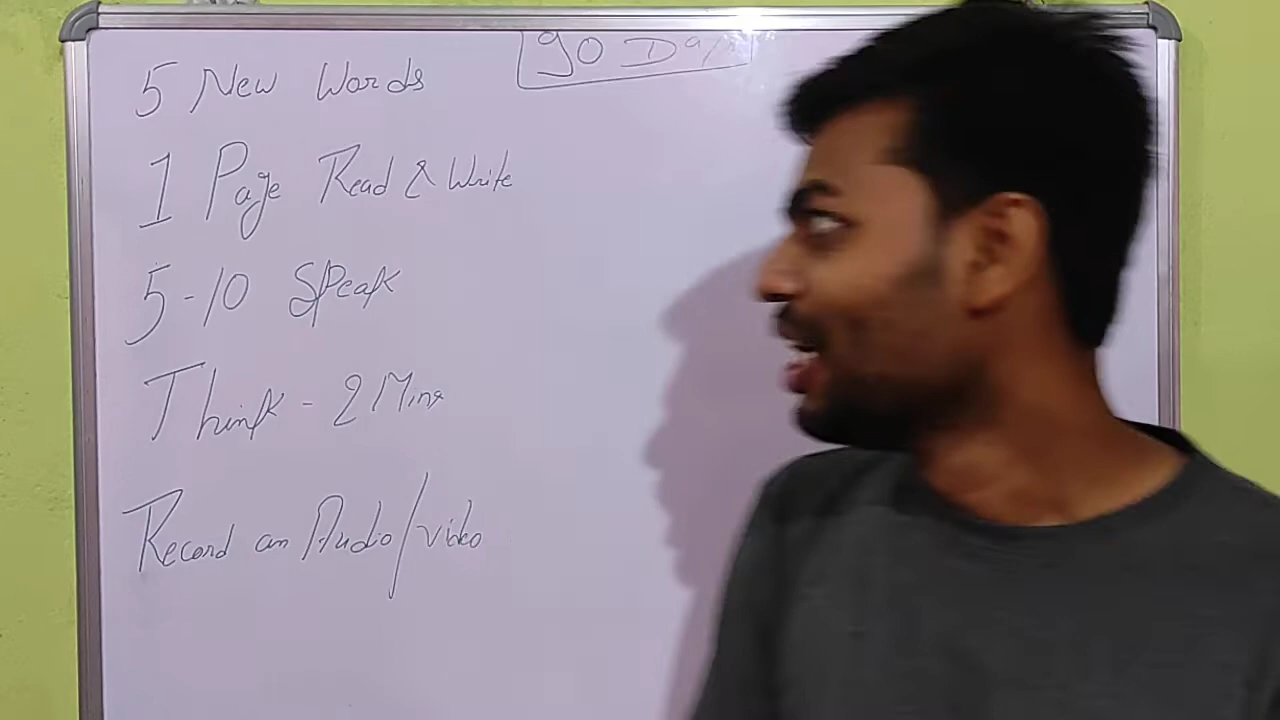 90 Days
5 New Words
1 Page Read & Write
5-10 Speak
Think - 2 Mins
Record an Audio/video